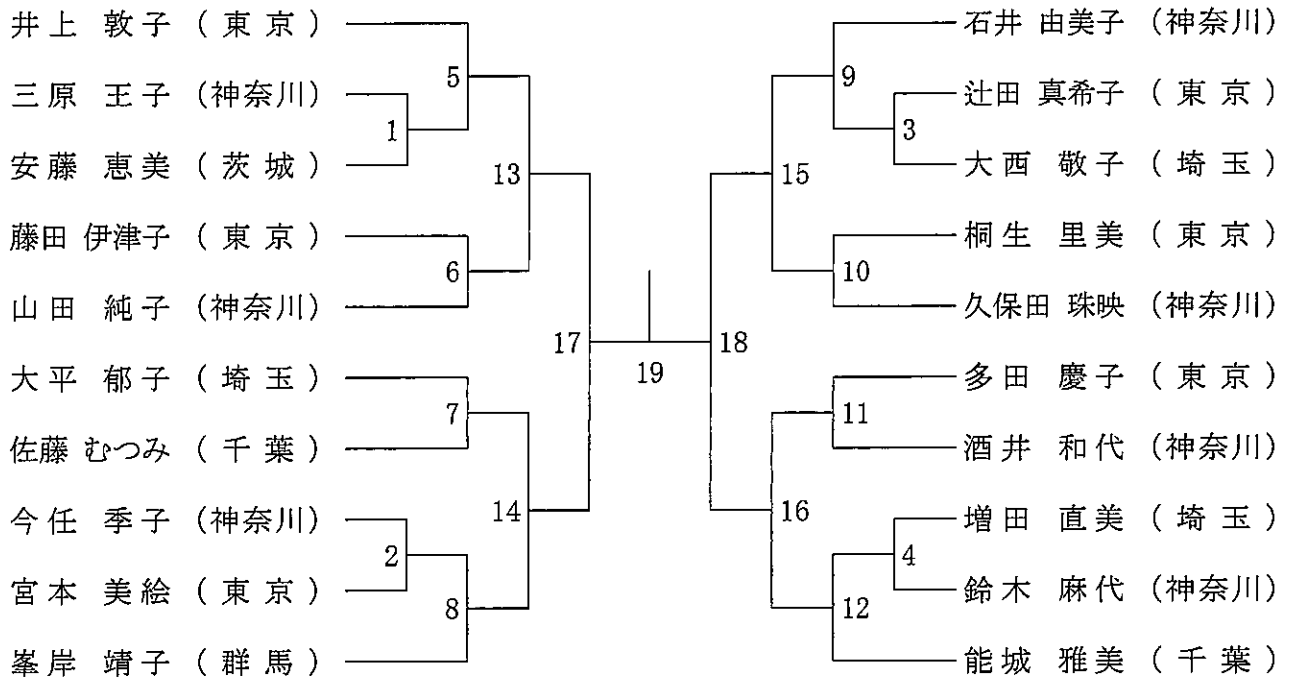 井上 敦子 (東京)
三原 王子 (神奈川)
安藤 恵美 (茨城)
藤田 伊津子 (東京)
山田 純子 (神奈川)
大平 郁子 (埼玉)
佐藤 むつみ (千葉)
今任 季子 (神奈川)
宮本 美絵 (東京)
峯岸 靖子 (群馬)
5
1
13
6
17
7
14
2
8
19
石井 由美子 (神奈川)
辻田 真希子 (東京)
大西 敬子 (埼玉)
桐生 里美 (東京)
久保田 珠映 (神奈川)
多田 慶子 (東京)
酒井 和代 (神奈川)
増田 直美 (埼玉)
鈴木 麻代 (神奈川)
能城 雅美 (千葉)
9
3
15
10
18
11
16
4
12